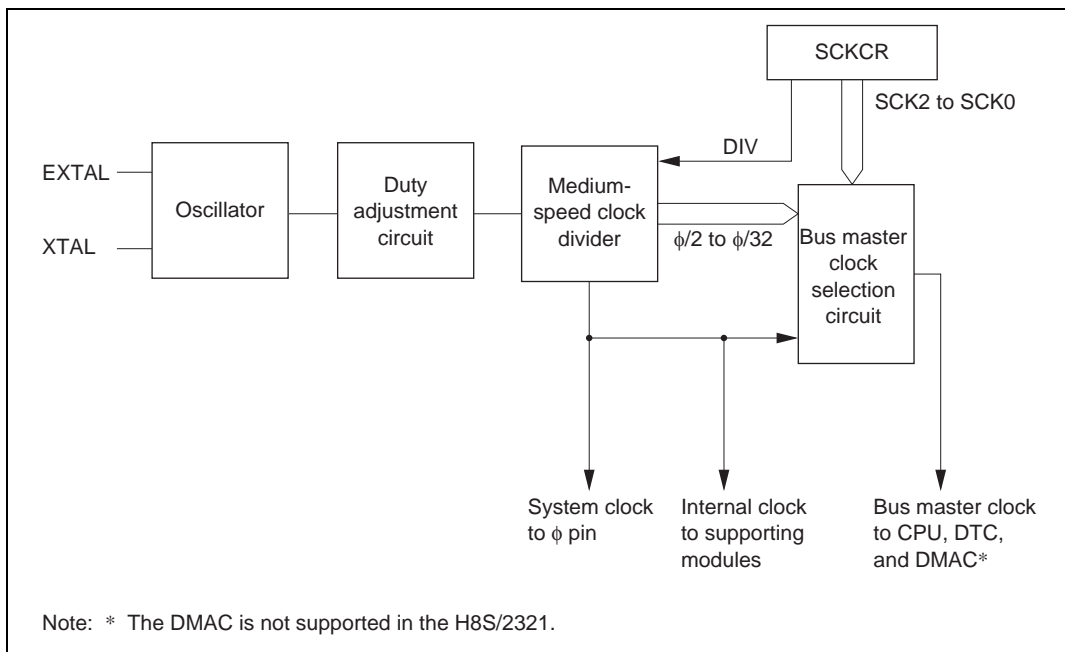 SCKCR
SCK2 to SCK0
DIV
EXTAL
XTAL
Oscillator
Duty
adjustment
circuit
Medium-
speed clock
divider
ϕ/2 to ϕ/32
Bus master
clock
selection
circuit
System clock
to ϕ pin
Internal clock
to supporting
modules
Bus master clock
to CPU, DTC,
and DMAC*
Note: * The DMAC is not supported in the H8S/2321.